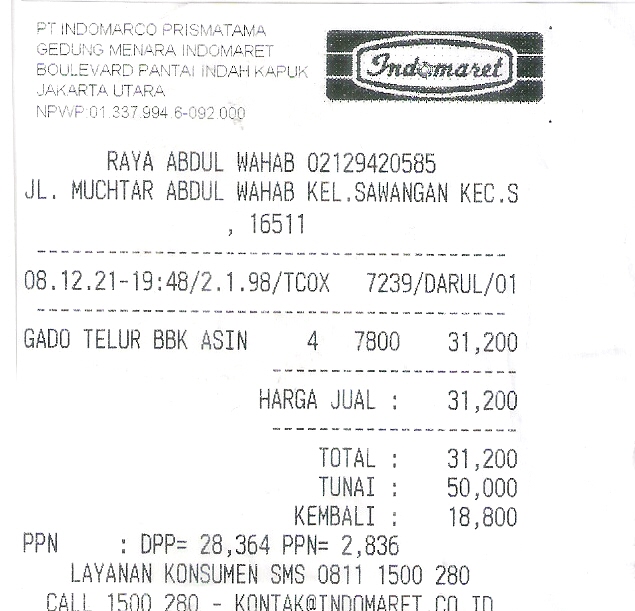 PT INDOMARCO PRISMATAMA
GEDUNG MENARA INDOMARET
BOULEVARD PANTAI INDAH KAPUK
JAKARTA UTARA
NPWP:01.337.994.6-092.000
Indomaret
RAYA ABDUL WAHAB 02129420585
JL. MUCHTAR ABDUL WAHAB KEL.SAWANGAN KEC.S
, 16511
08.12.21-19:48/2.1.98/TCOX 7239/DARUL/01
GADO TELUR BBK ASIN 4 7800 31,200
HARGA JUAL : 31,200
TOTAL : 31,200
TUNAI : 50,000
KEMBALI : 18,800
PPN : DPP= 28,364 PPN= 2,836
LAYANAN KONSUMEN SMS 0811 1500 280
CALL 1500 280 - KONTAK@INDOMARET.CO.ID